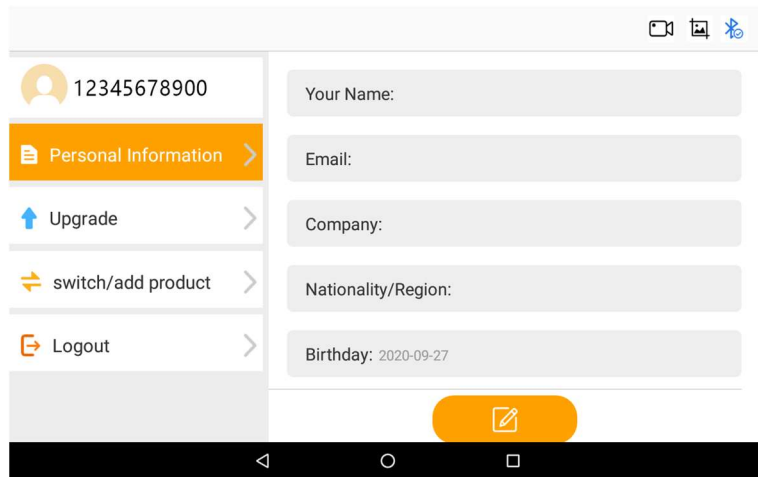 12345678900
Personal Information
Upgrade
switch/add product
Logout
Your Name:
Email:
Company:
Nationality/Region:
Birthday: 2020-09-27